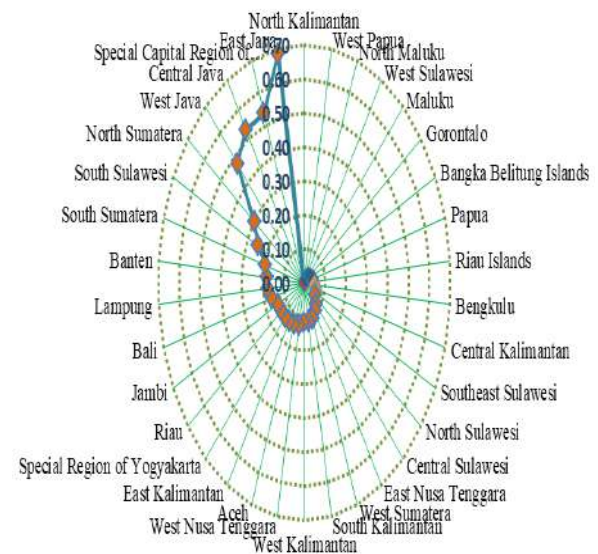 North Kalimantan
West Papua
North Maluku
West Sulawesi
Maluku
Gorontalo
Bangka Belitung Islands
Papua
Riau Islands
Bengkulu
Central Kalimantan
Southeast Sulawesi
North Sulawesi
Central Sulawesi
East Nusa Tenggara
West Sumatera
South Kalimantan
West Kalimantan
West Nusa Tenggara
Aceh
East Kalimantan
Special Region of Yogyakarta
Riau
Jambi
Bali
Lampung
Banten
South Sumatera
South Sulawesi
North Sumatera
West Java
Central Java
Special Capital Region of…
East Java
0.70
0.60
0.50
0.40
0.30
0.20
0.10
0.00